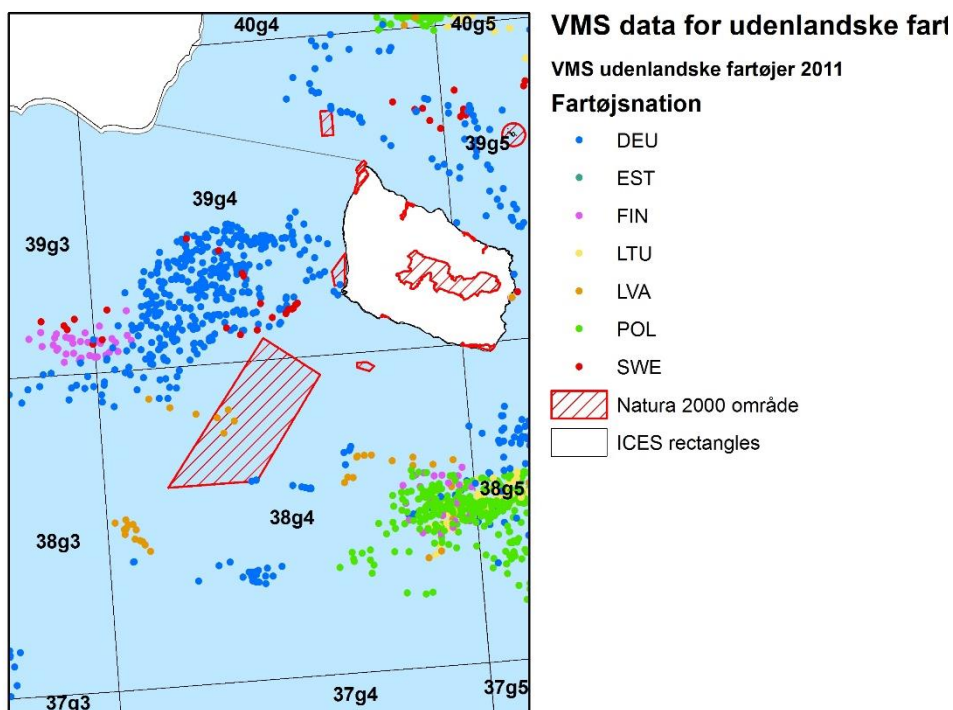 VMS data for udenlandske fart
VMS udenlandske fartøjer 2011
Fartøjsnation
DEU
EST
FIN
LTU
LVA
POL
SWE
Natura 2000 område
ICES rectangles
40g4
40g5
39g5
39g4
39g3
38g5
38g4
38g3
37g3
37g4
37g5